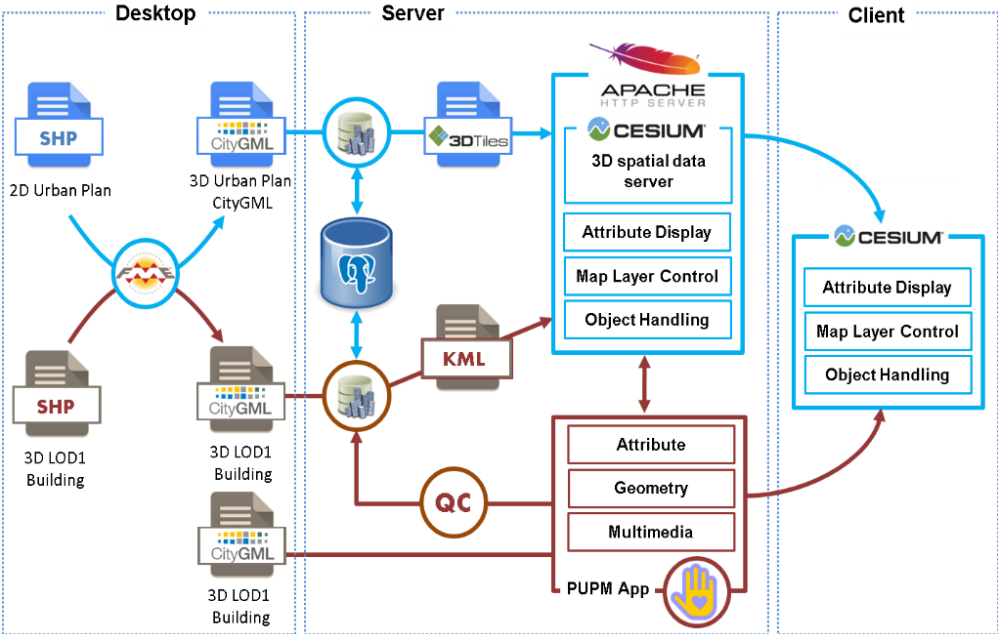 Desktop
Server
Client
SHP
2D Urban Plan
CityGML
3D Urban Plan
CityGML
FME
SHP
3D LOD1
Building
CityGML
3D LOD1
Building
CityGML
3D LOD1
Building
3DTiles
KML
QC
APACHE
HTTP SERVER
CESIUM
3D spatial data
server
Attribute Display
Map Layer Control
Object Handling
Attribute
Geometry
Multimedia
PUPM App
CESIUM
Attribute Display
Map Layer Control
Object Handling